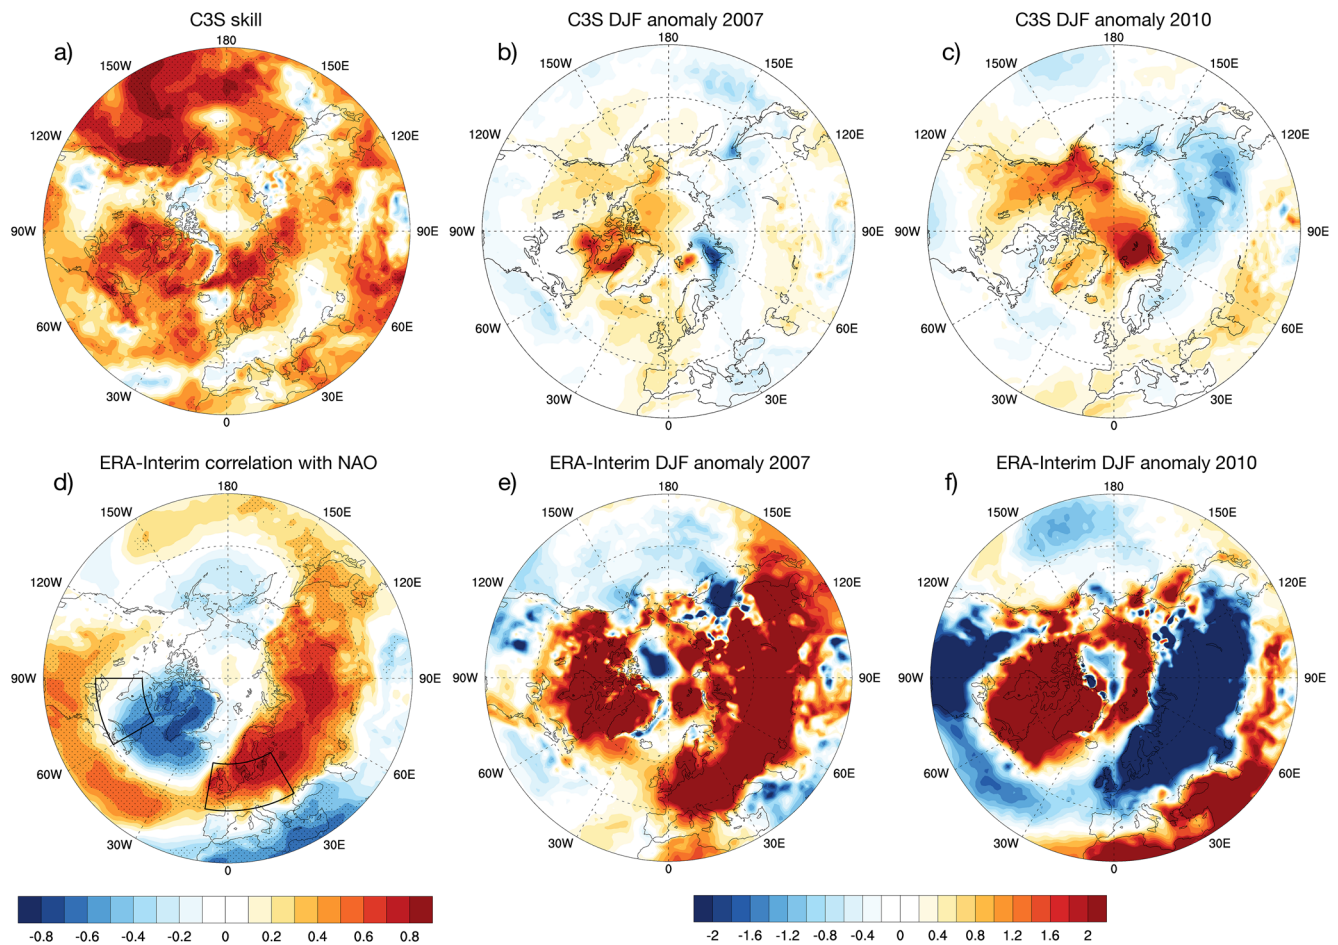 C3S skill
C3S DJF anomaly 2007
C3S DJF anomaly 2010
a)
b)
c)
180
150W
150E
120W
120E
90W
90E
60W
60E
30W
30E
0
180
150W
150E
120W
120E
90W
90E
60W
60E
30W
30E
0
180
150W
150E
120W
120E
90W
90E
60W
60E
30W
30E
0
ERA-Interim correlation with NAO
ERA-Interim DJF anomaly 2007
ERA-Interim DJF anomaly 2010
d)
e)
f)
180
150W
150E
120W
120E
90W
90E
60W
60E
30W
30E
0
180
150W
150E
120W
120E
90W
90E
60W
60E
30W
30E
0
180
150W
150E
120W
120E
90W
90E
60W
60E
30W
30E
0
-0.8 -0.6 -0.4 -0.2 0 0.2 0.4 0.6 0.8
-2 -1.6 -1.2 -0.8 -0.4 0 0.4 0.8 1.2 1.6 2